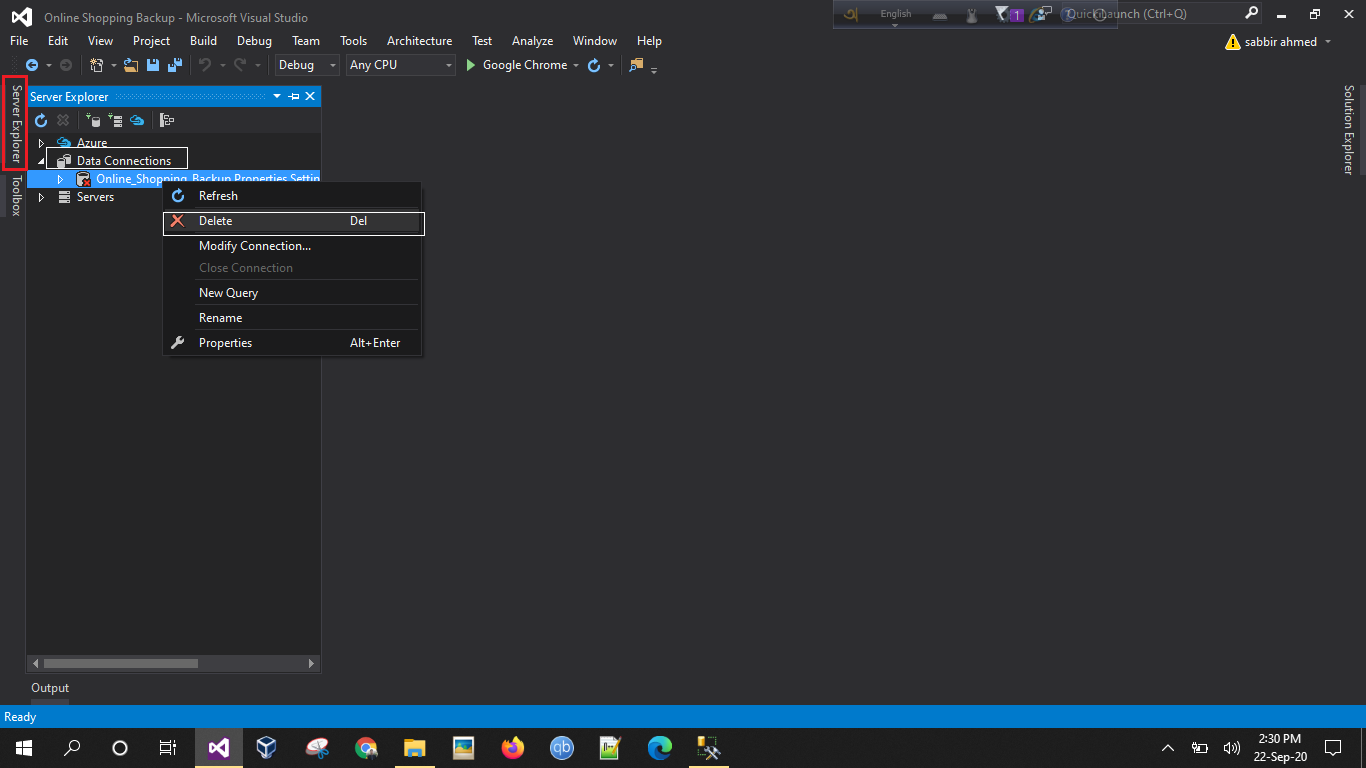 Online Shopping Backup - Microsoft Visual Studio
English
1
Launch (Ctrl+Q)
File Edit View Project Build Debug Team Tools Architecture Test Analyze Window Help
sabbir ahmed
Debug Any CPU Google Chrome
Server Explorer
Toolbox
Server Explorer
Azure
Data Connections
Online_Shopping_Backup.Properties.Settin
Servers
Refresh
Delete Del
Modify Connection...
Close Connection
New Query
Rename
Properties Alt+Enter
Solution Explorer
Output
Ready
qb
2:30 PM
22-Sep-20